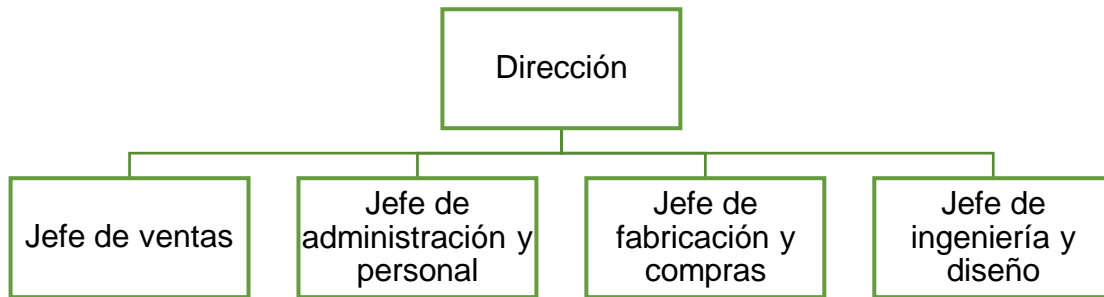 Dirección
Jefe de ventas
Jefe de
administración y
personal
Jefe de
fabricación y
compras
Jefe de
ingeniería y
diseño